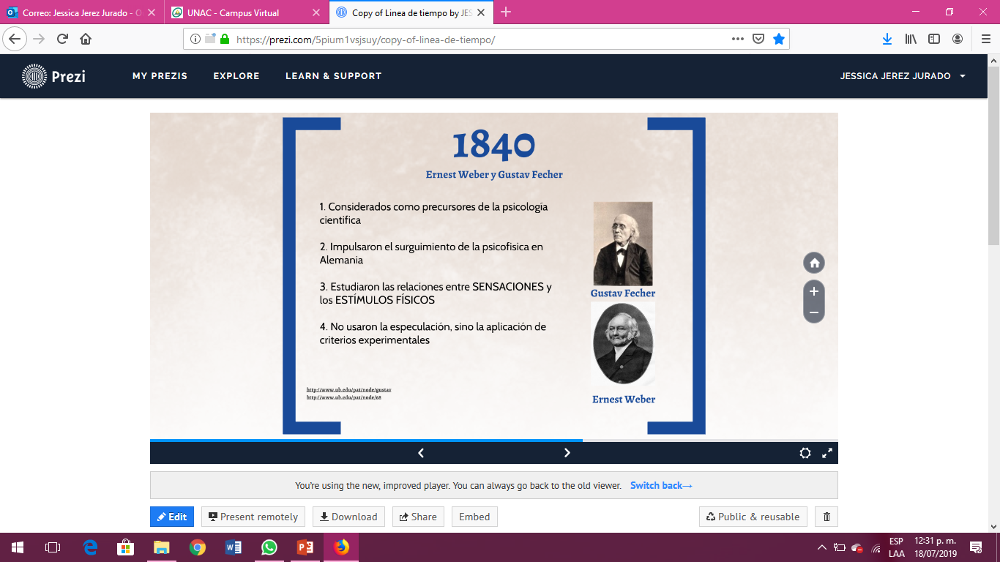 Correo: Jessica Jerez Jurado - O
UNAC - Campus Virtual
Copy of Linea de tiempo by JES
https://prezi.com/5pium1vsjsuy/copy-of-linea-de-tiempo/
Prezi
MY PREZIS
EXPLORE
LEARN & SUPPORT
JESSICA JEREZ JURADO
1840
Ernest Weber y Gustav Fecher
1. Considerados como precursores de la psicología
cientifica
2. Impulsaron el surguimiento de la psicofisica en
Alemania
3. Estudiaron las relaciones entre SENSACIONES y
los ESTÍMULOS FÍSICOS
4. No usaron la especulación, sino la aplicación de
criterios experimentales
Gustav Fecher
Ernest Weber
http://www.ub.edu/pa1/node/gustav
http://www.ub.edu/pa1/node/68
You're using the new, improved player. You can always go back to the old viewer. Switch back→
Edit
Present remotely
Download
Share
Embed
Public & reusable
ESP
LAA
12:31 p. m.
18/07/2019